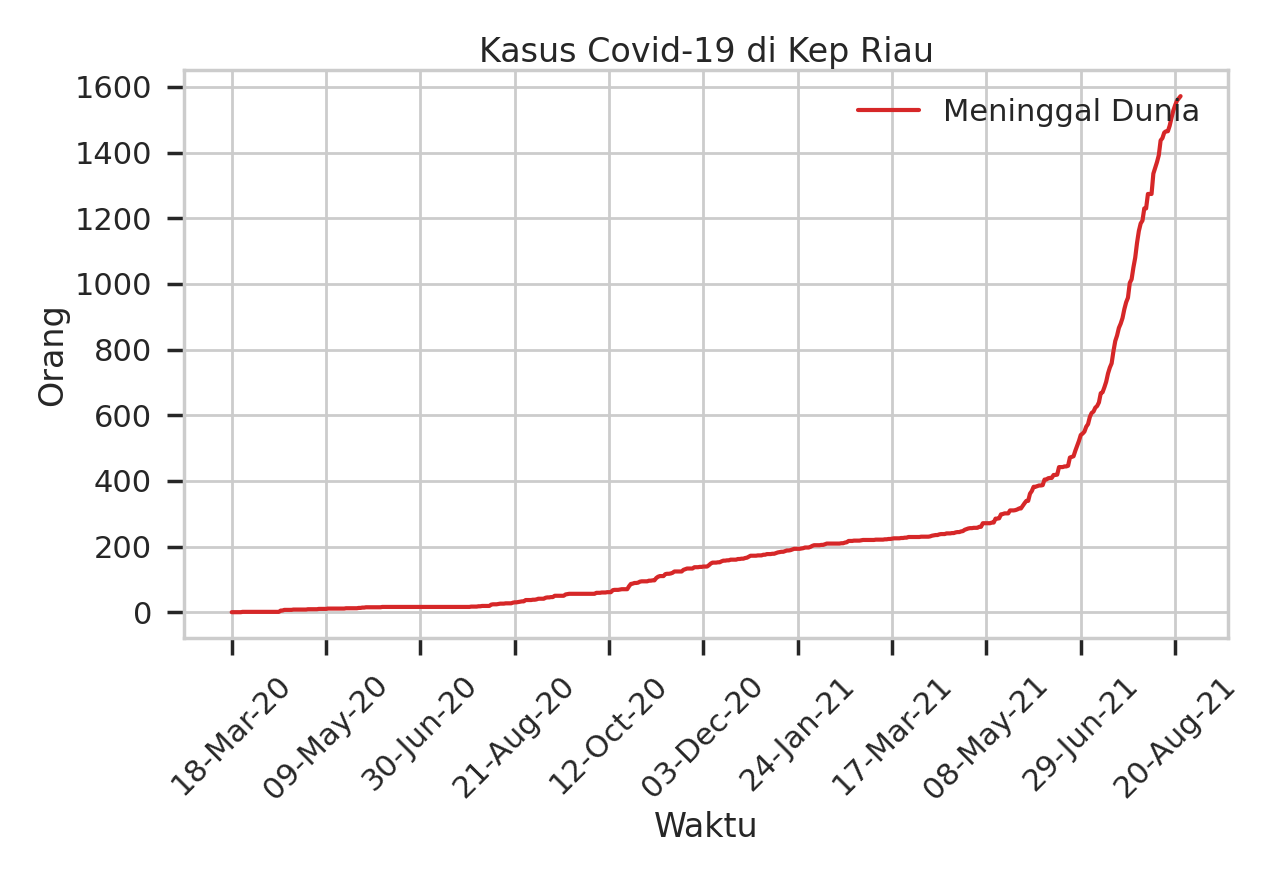 Kasus Covid-19 di Kep Riau
Meninggal Dunia
Orang
1600
1400
1200
1000
800
600
400
200
0
18-Mar-20
09-May-20
30-Jun-20
21-Aug-20
12-Oct-20
03-Dec-20
24-Jan-21
17-Mar-21
08-May-21
29-Jun-21
20-Aug-21
Waktu